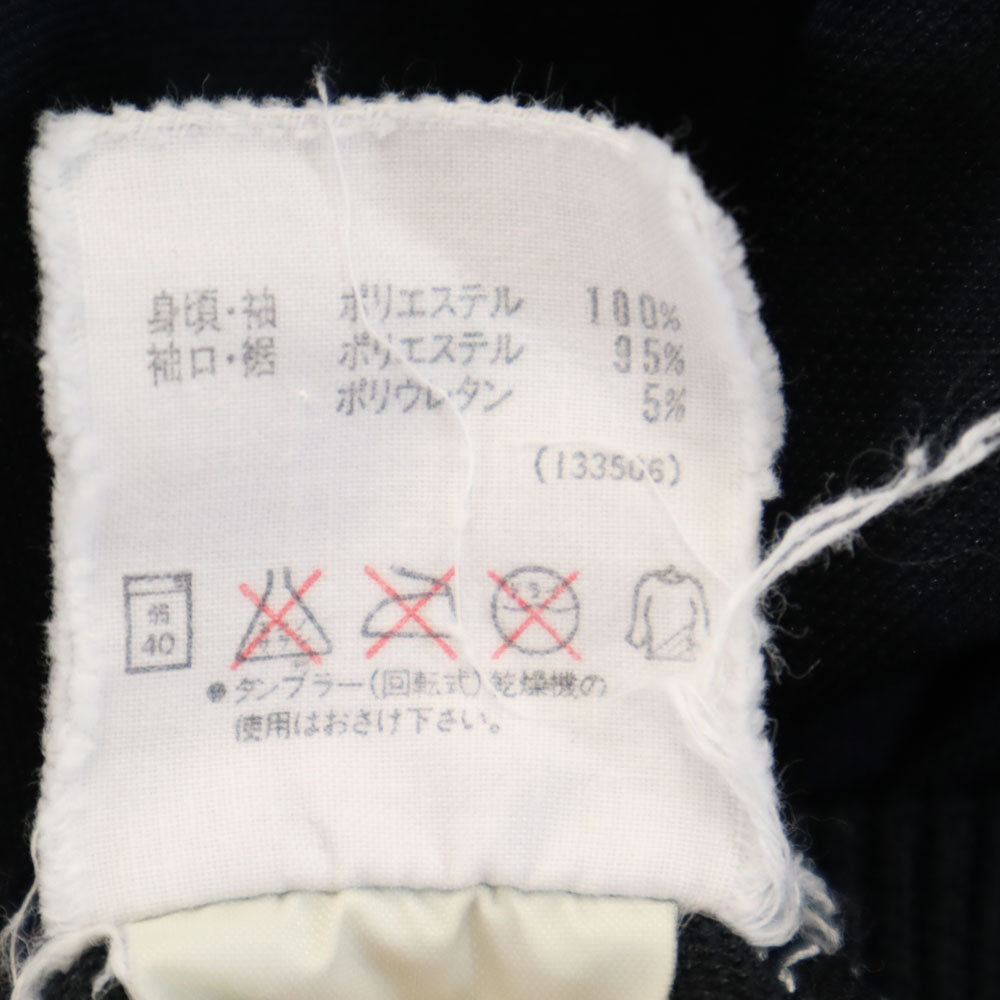 身頃・袖 ポリエステル 100%
袖口・裾 ポリエステル 95%
ポリウレタン 5%
(133506)
弱
40
●タンブラー(回転式)乾燥機の
使用はおさけ下さい。